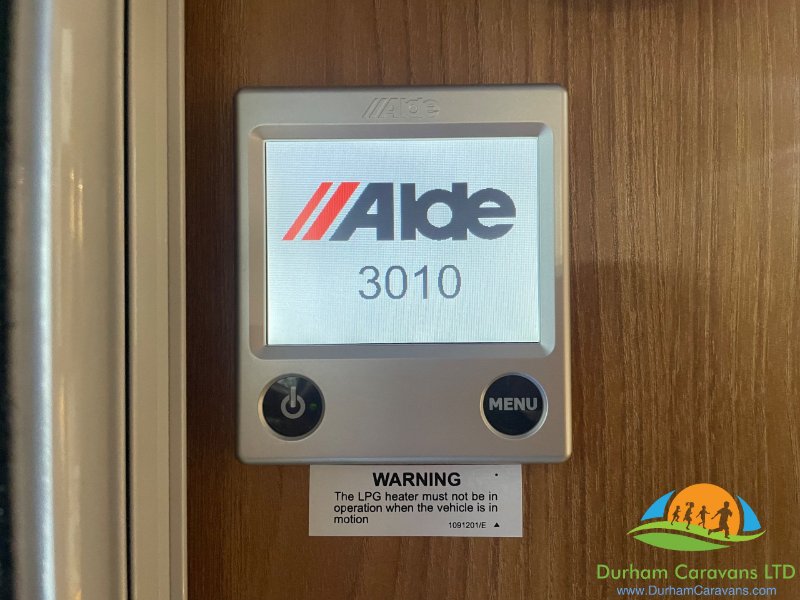 Alde
Alde
3010
MENU
WARNING
The LPG heater must not be in
operation when the vehicle is in
motion
1091201/E ▲
Durham Caravans LTD
www.DurhamCaravans.com